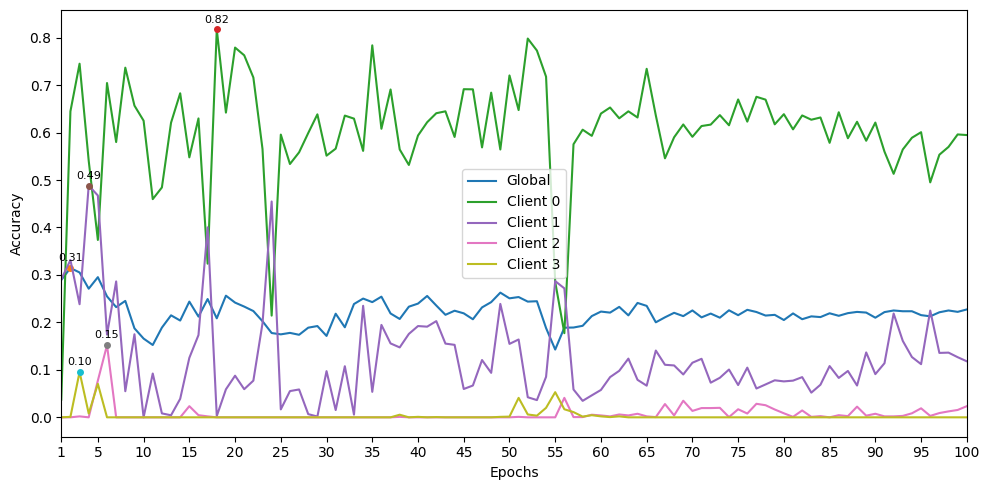 0.82
0.8
0.7
0.6
0.5
0.4
0.3
0.2
0.1
0.0
Accuracy
0.49
0.31
0.15
0.10
Global
Client 0
Client 1
Client 2
Client 3
1 5 10 15 20 25 30 35 40 45 50 55 60 65 70 75 80 85 90 95 100
Epochs